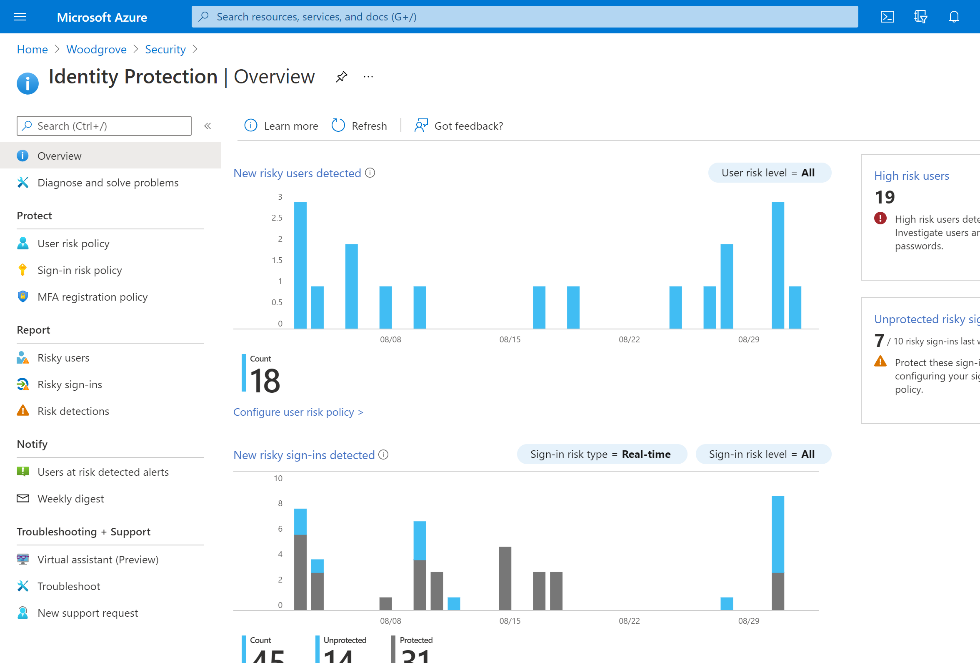 Microsoft Azure
Search resources, services, and docs (G+/)
Home > Woodgrove > Security >
Identity Protection | Overview
Search (Ctrl+/)
Overview
Diagnose and solve problems
Protect
User risk policy
Sign-in risk policy
MFA registration policy
Report
Risky users
Risky sign-ins
Risk detections
Notify
Users at risk detected alerts
Weekly digest
Troubleshooting + Support
Virtual assistant (Preview)
Troubleshoot
New support request
Learn more
Refresh
Got feedback?
New risky users detected
User risk level = All
3
2.5
2
1.5
1
0.5
0
08/08
08/15
08/22
08/29
Count
18
Configure user risk policy >
New risky sign-ins detected
Sign-in risk type = Real-time
Sign-in risk level = All
10
8
6
4
2
0
08/08
08/15
08/22
08/29
Count
45
Unprotected
14
Protected
31
High risk users
19
High risk users dete
Investigate users an
passwords.
Unprotected risky sig
7 / 10 risky sign-ins last w
Protect these sign-i
configuring your sig
policy.